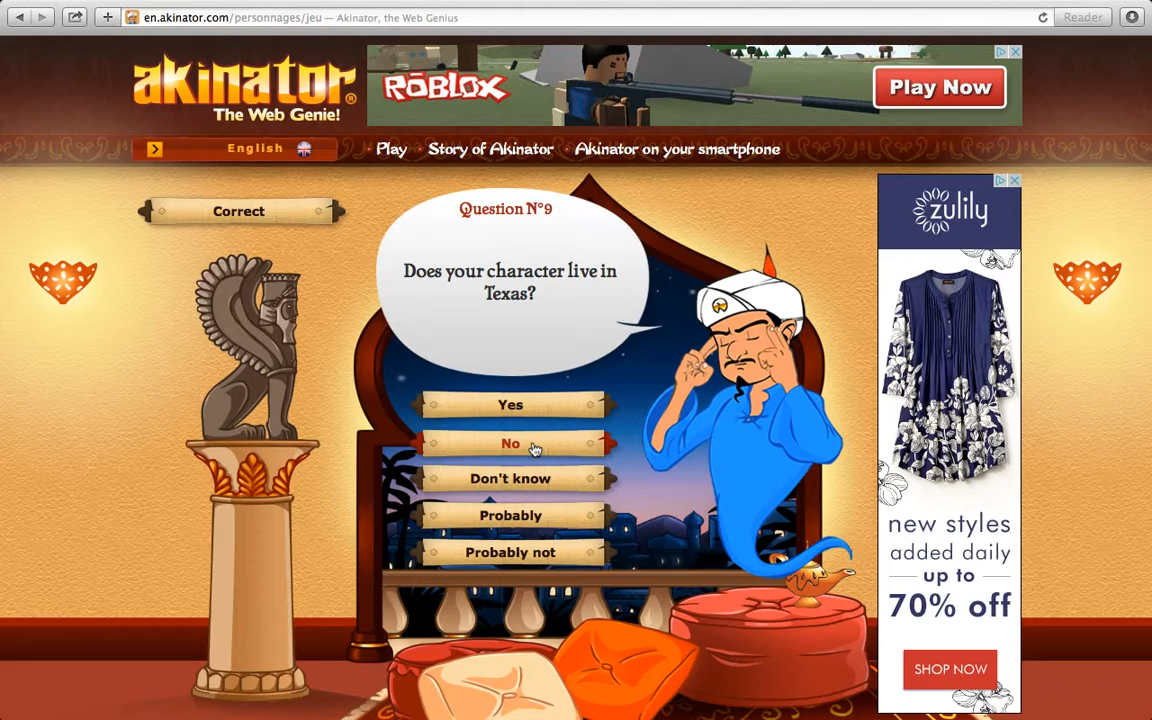 en.akinator.com/personnages/jeu — Akinator, the Web Genius
Reader
akinator®
The Web Genie!
ROBLOX
Play Now
English
Play
Story of Akinator
Akinator on your smartphone
Correct
Question N°9
Does your character live in
Texas?
Yes
No
Don't know
Probably
Probably not
zulily
new styles
added daily
up to
70% off
SHOP NOW